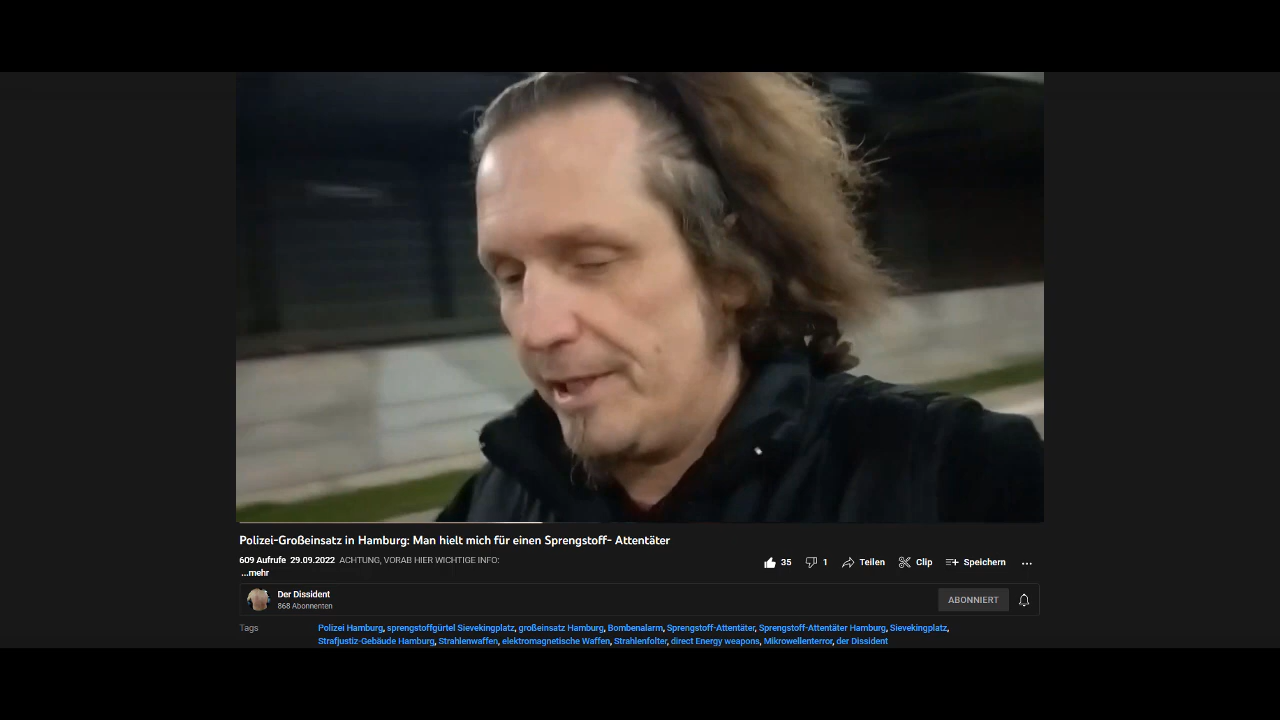 Polizei-Großeinsatz in Hamburg: Man hielt mich für einen Sprengstoff- Attentäter
609 Aufrufe 29.09.2022 ACHTUNG, VORAB HIER WICHTIGE INFO:
...mehr
35 1 Teilen Clip Speichern ...
Der Dissident
868 Abonnenten
ABONNIERT
Tags Polizei Hamburg, sprengstoffgürtel Sievekingplatz, großeinsatz Hamburg, Bombenalarm, Sprengstoff-Attentäter, Sprengstoff-Attentäter Hamburg, Sievekingplatz,
Strafjustiz-Gebäude Hamburg, Strahlenwaffen, elektromagnetische Waffen, Strahlenfolter, direct Energy weapons, Mikrowellenterror, der Dissident